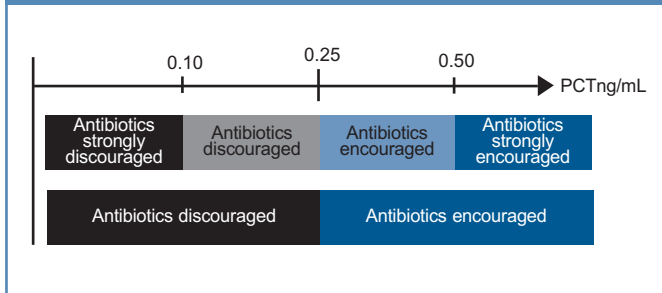 0.10
0.25
0.50
PCTng/mL
Antibiotics
strongly
discouraged
Antibiotics
discouraged
Antibiotics
encouraged
Antibiotics
strongly
encouraged
Antibiotics discouraged
Antibiotics encouraged